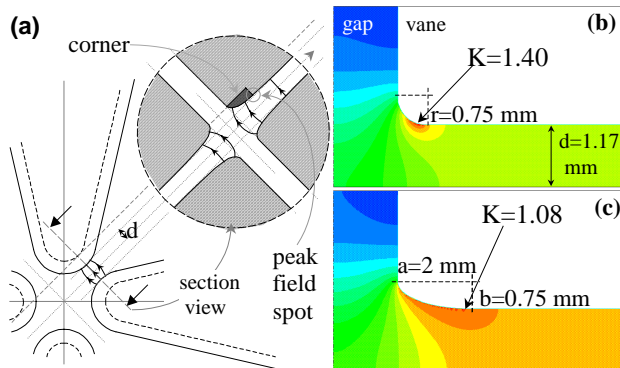 (a)
corner
d
section
view
peak
field
spot
gap
vane
(b)
K=1.40
r=0.75 mm
d=1.17
mm
(c)
K=1.08
a=2 mm
b=0.75 mm